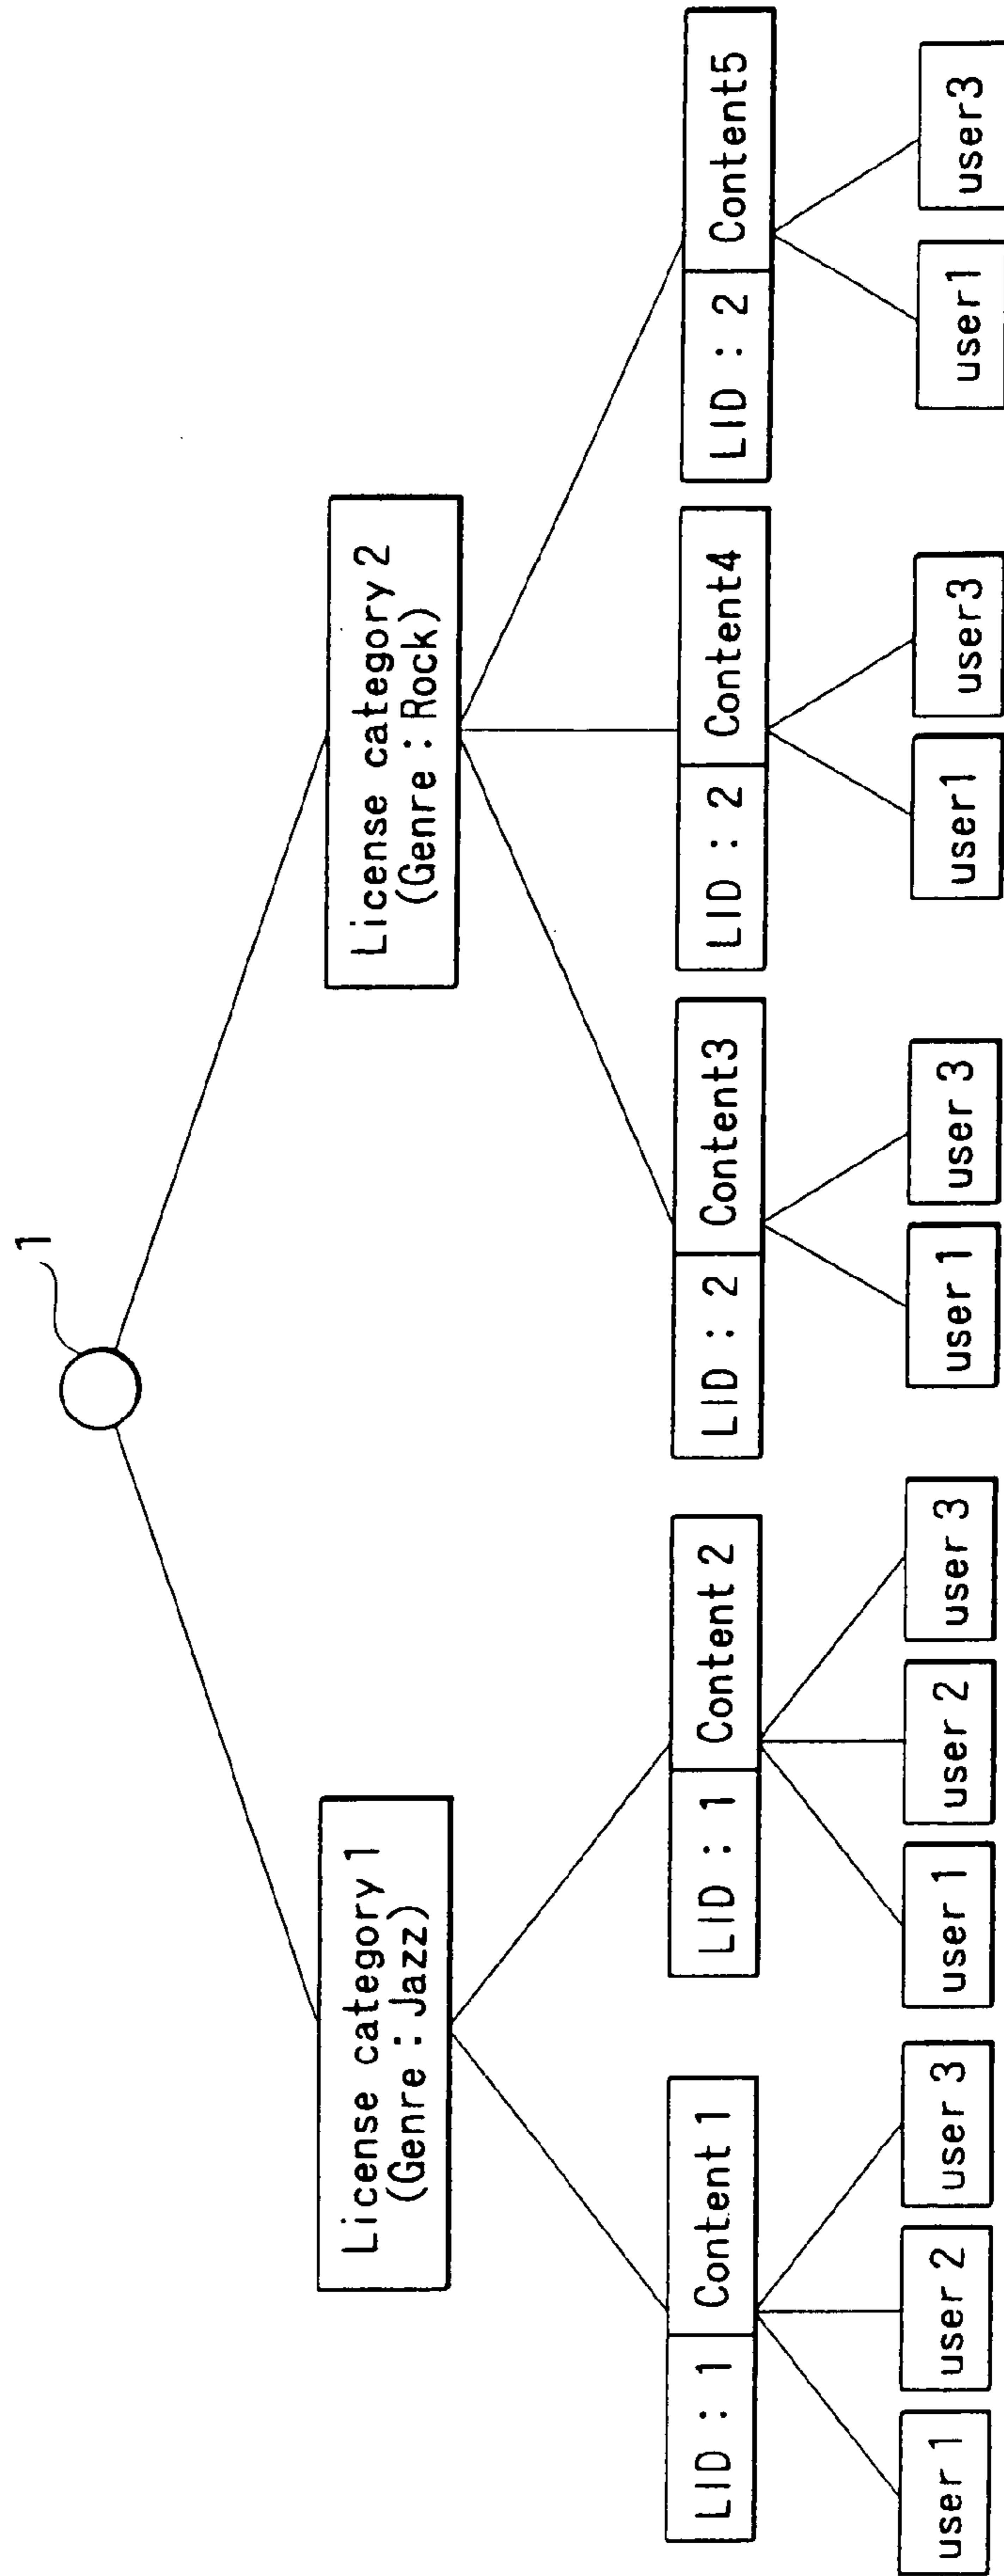 1
License category 1
(Genre : Jazz)
License category 2
(Genre : Rock)
LID : 1 Content 1
LID : 1 Content 2
LID : 2 Content3
LID : 2 Content4
LID : 2 Content5
user 1
user 2
user 3
user 1
user 2
user 3
user 1
user 3
user1
user3
user1
user3